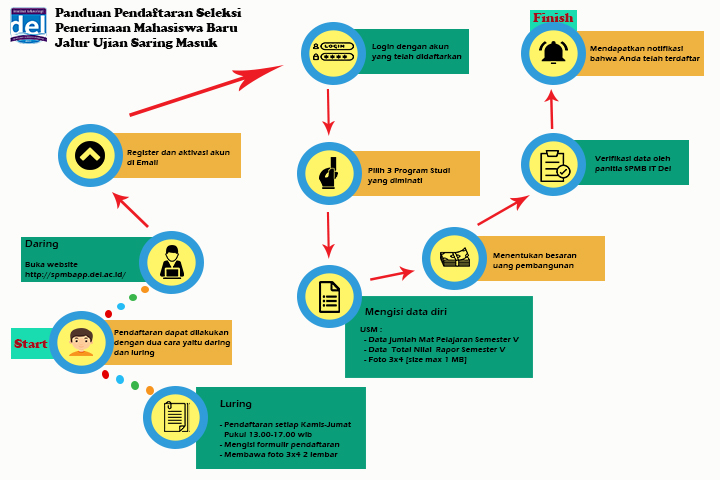 Panduan Pendaftaran Seleksi
Penerimaan Mahasiswa Baru
Jalur Ujian Saring Masuk
del
Start
Pendaftaran dapat dilakukan
dengan dua cara yaitu daring
dan luring
Daring
Buka website
http://spmbapp.del.ac.id/
Luring
- Pendaftaran setiap Kamis-Jumat
Pukul 13.00-17.00 wib
- Mengisi formulir pendaftaran
- Membawa foto 3x4 2 lembar
Register dan aktivasi akun
di Email
LOGIN
Login dengan akun
yang telah didaftarkan
Pilih 3 Program Studi
yang diminati
Mengisi data diri
USM :
- Data Jumlah Mat Pelajaran Semester V
- Data Total Nilai Rapor Semester V
- Foto 3x4 [size max 1 MB]
Menentukan besaran
uang pembangunan
Verifikasi data oleh
panitia SPMB IT Del
Finish
Mendapatkan notifikasi
bahwa Anda telah terdaftar